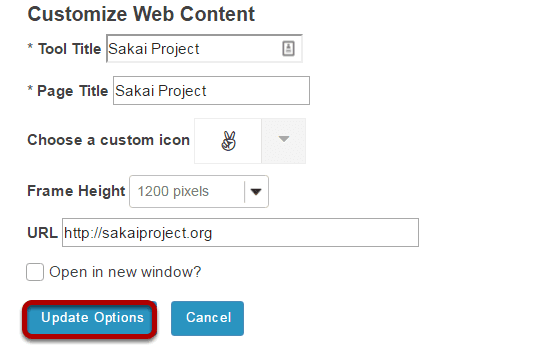 Customize Web Content
* Tool Title Sakai Project
* Page Title Sakai Project
Choose a custom icon
Frame Height 1200 pixels
URL http://sakaiproject.org
Open in new window?
Update Options Cancel